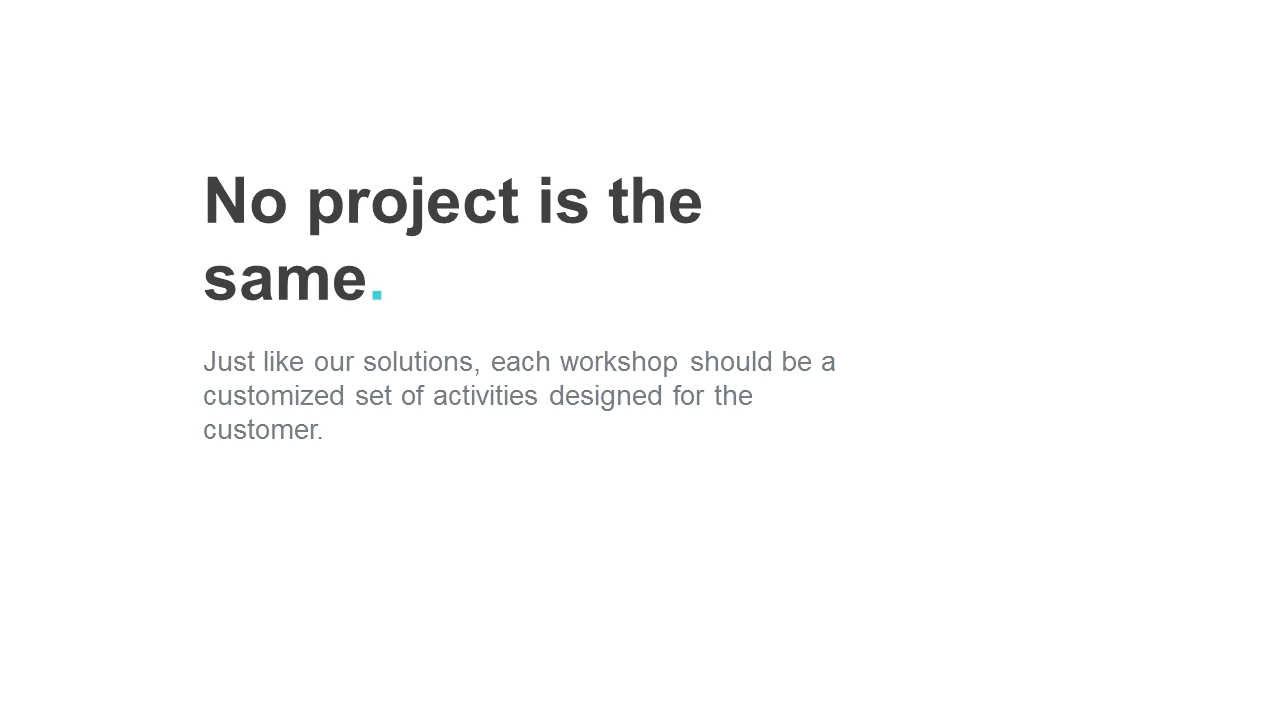 No project is the
same.
Just like our solutions, each workshop should be a
customized set of activities designed for the
customer.